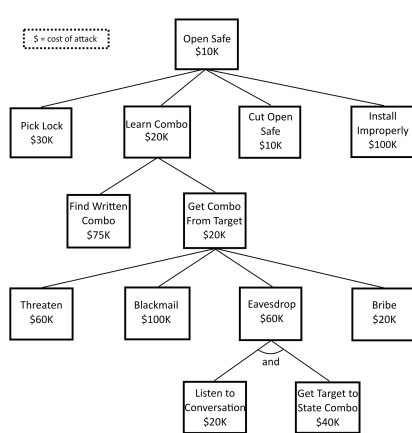 $ = cost of attack
Open Safe
$10K
Pick Lock
$30K
Learn Combo
$20K
Cut Open
Safe
$10K
Install
Improperly
$100K
Find Written
Combo
$75K
Get Combo
From Target
$20K
Threaten
$60K
Blackmail
$100K
Eavesdrop
$60K
Bribe
$20K
and
Listen to
Conversation
$20K
Get Target to
State Combo
$40K